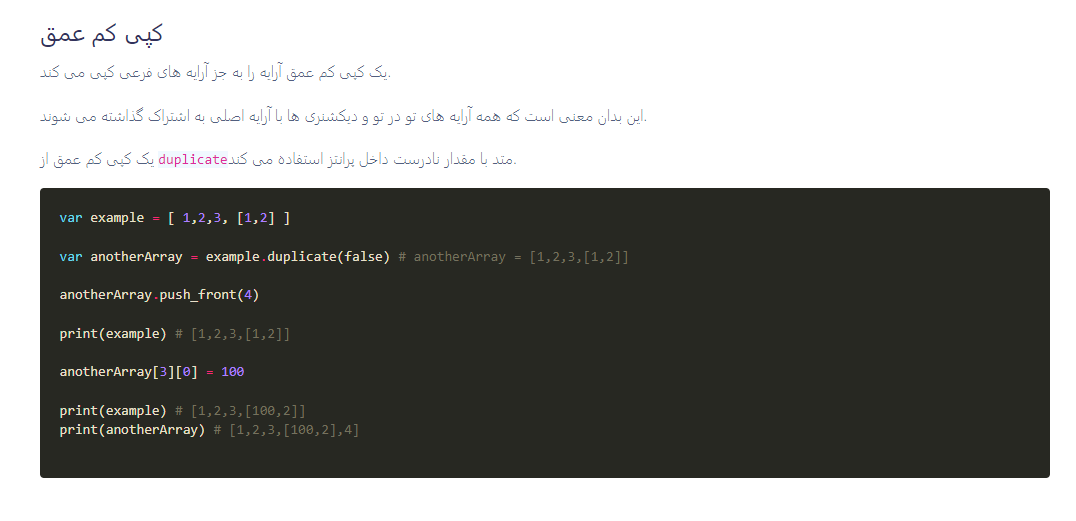 کپی کم عمق
یک کپی کم عمق آرایه را به جز آرایه های فرعی کپی می کند.
این بدان معنی است که همه آرایه های تو در تو و دیکشنری ها با آرایه اصلی به اشتراک گذاشته می شوند.
یک کپی کم عمق از duplicateمتد با مقدار نادرست داخل پرانتز استفاده می کند.
var example = [ 1,2,3, [1,2] ]
var anotherArray = example.duplicate(false) # anotherArray = [1,2,3,[1,2]]
anotherArray.push_front(4)
print(example) # [1,2,3,[1,2]]
anotherArray[3][0] = 100
print(example) # [1,2,3,[100,2]]
print(anotherArray) # [1,2,3,[100,2],4]